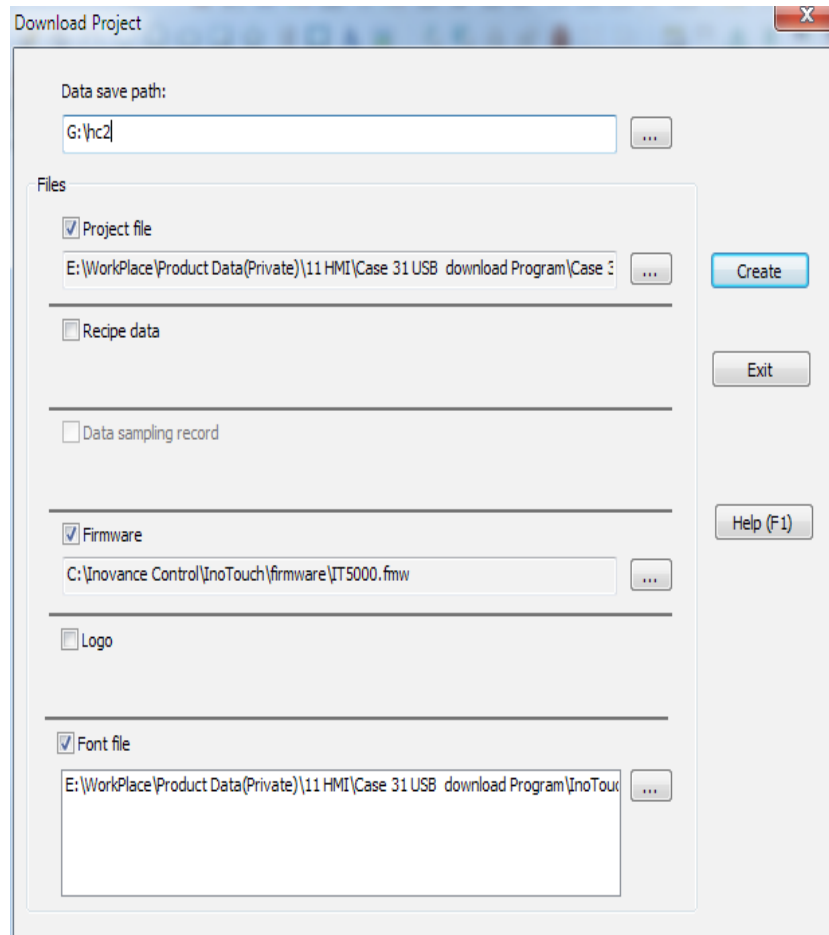 Download Project
X
Data save path:
G:\hc2
...
Files
Project file
E:\WorkPlace\Product Data(Private)\11 HMI\Case 31 USB  download Program\Case 3
...
Create
Recipe data
Exit
Data sampling record
Help (F1)
Firmware
C:\Inovance Control\InoTouch\firmware\IT5000.fmw
...
Logo
Font file
E:\WorkPlace\Product Data(Private)\11 HMI\Case 31 USB  download Program\InoTouc
...